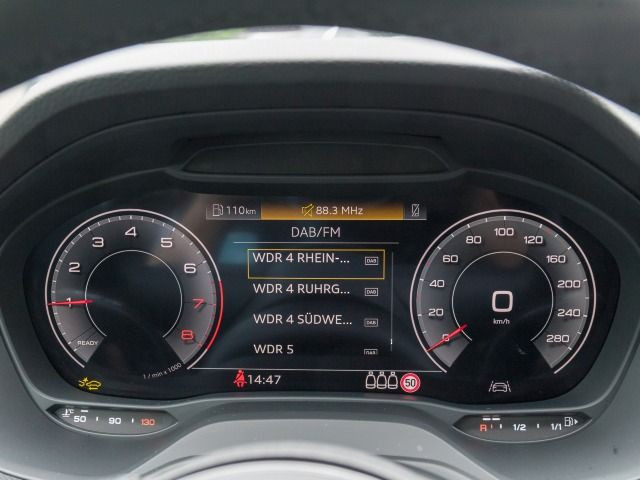 110km 88.3 MHz
DAB/FM
WDR 4 RHEIN-... DAB
WDR 4 RUHRG... DAB
WDR 4 SÜDWE... DAB
WDR 5 DAB
14:47 50
READY 1 2 3 4 5 6 7 8
1 / min x 1000
0 20 40 60 80 100 120 160 200 240 280
0
km/h
°C 50 90 130
R 1/2 1/1